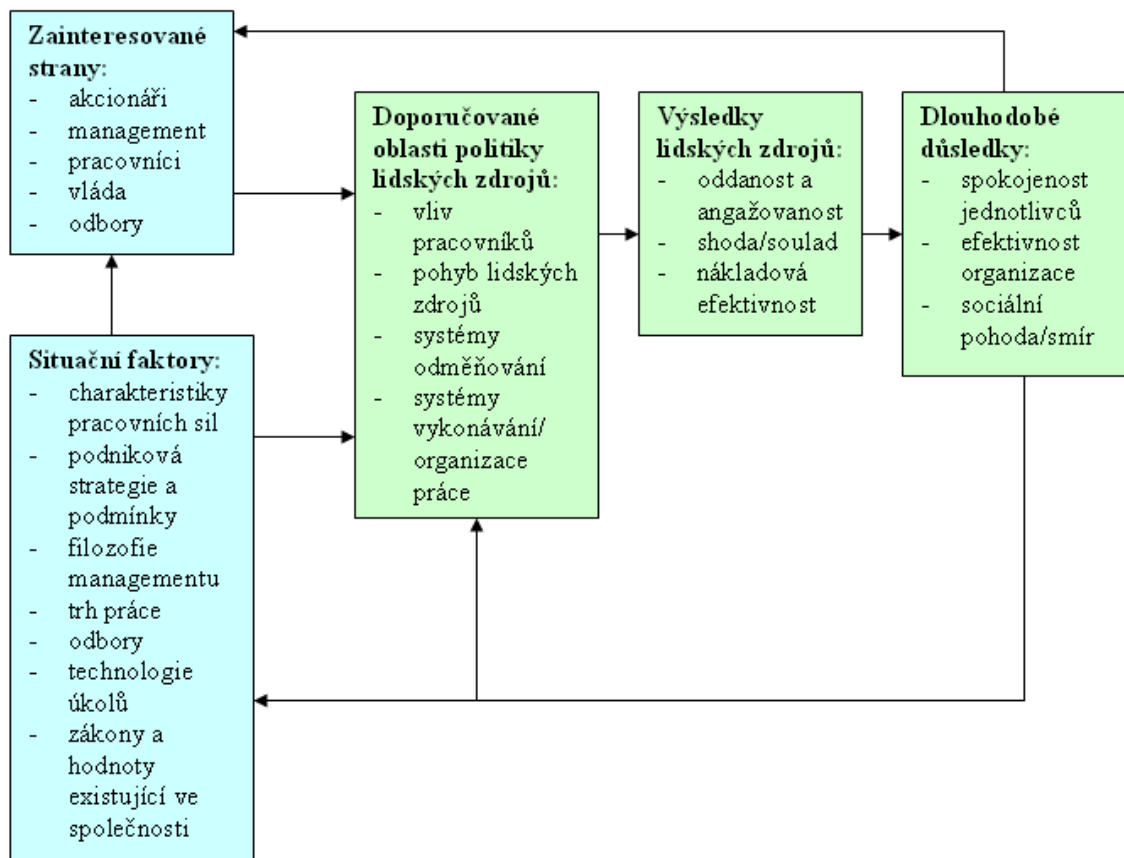 Zainteresované
strany:
- akcionáři
- management
- pracovníci
- vláda
- odbory
Situační faktory:
- charakteristiky
pracovních sil
- podniková
strategie a
podmínky
- filozofie
managementu
- trh práce
- odbory
- technologie
úkolů
- zákony a
hodnoty
existující ve
společnosti
Doporučované
oblasti politiky
lidských zdrojů:
- vliv
pracovníků
- pohyb lidských
zdrojů
- systémy
odměňování
- systémy
vykonávání/
organizace
práce
Výsledky
lidských zdrojů:
- oddanost a
angažovanost
- shoda/soulad
- nákladová
efektivnost
Dlouhodobé
důsledky:
- spokojenost
jednotlivců
- efektivnost
organizace
- sociální
pohoda/smír